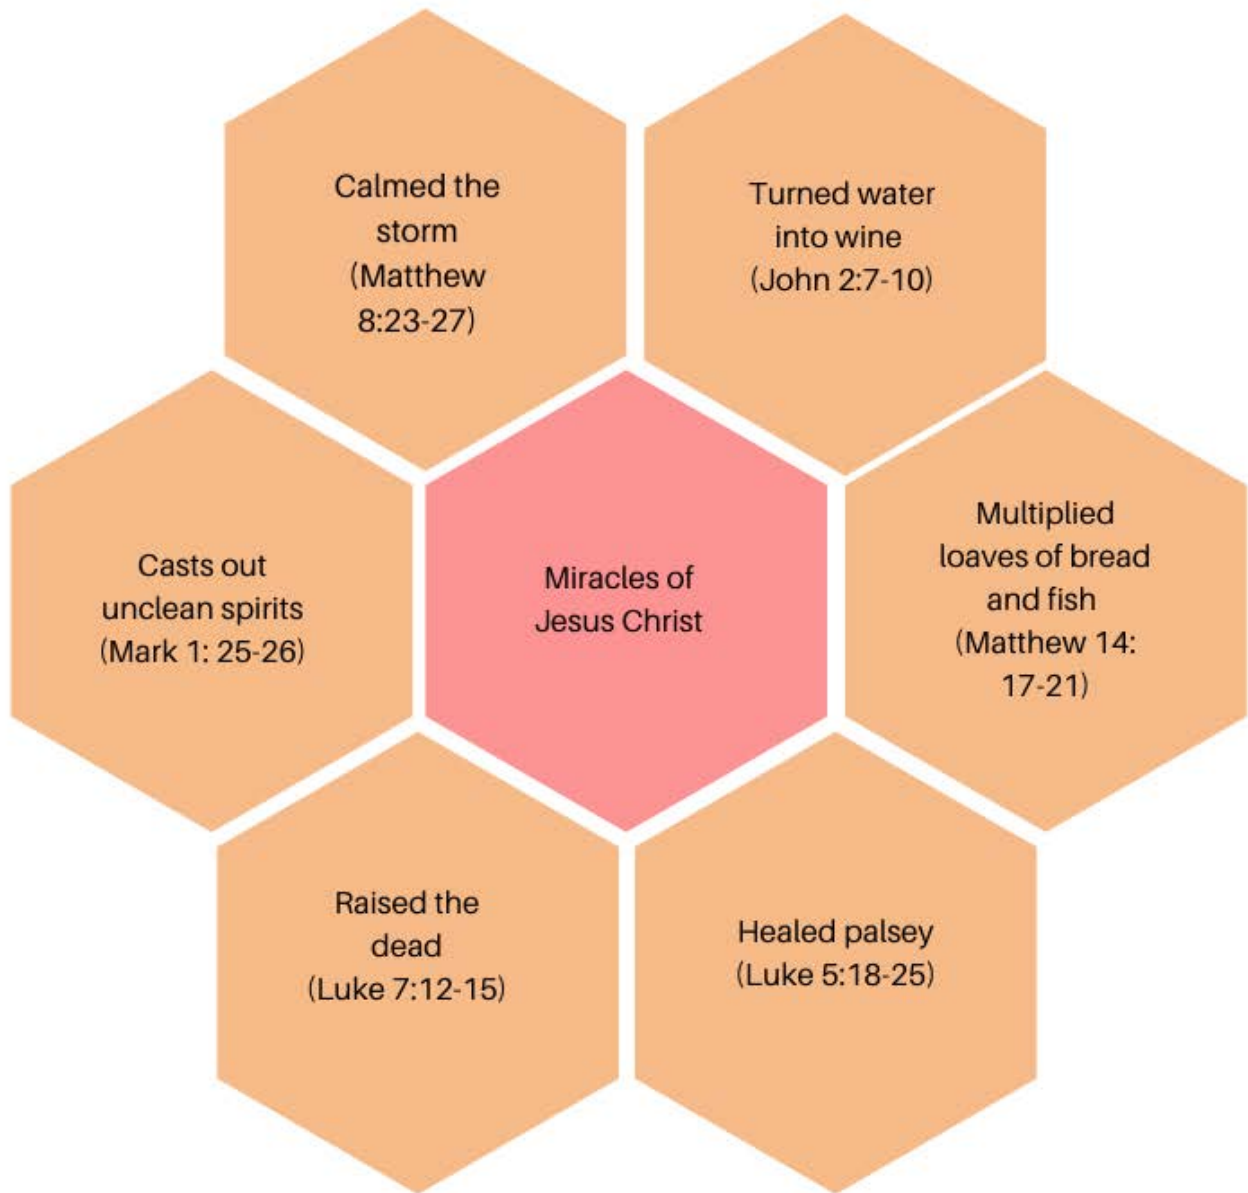 Calmed the
storm
(Matthew
8:23-27)
Turned water
into wine
(John 2:7-10)
Casts out
unclean spirits
(Mark 1: 25-26)
Miracles of
Jesus Christ
Multiplied
loaves of bread
and fish
(Matthew 14:
17-21)
Raised the
dead
(Luke 7:12-15)
Healed palsey
(Luke 5:18-25)